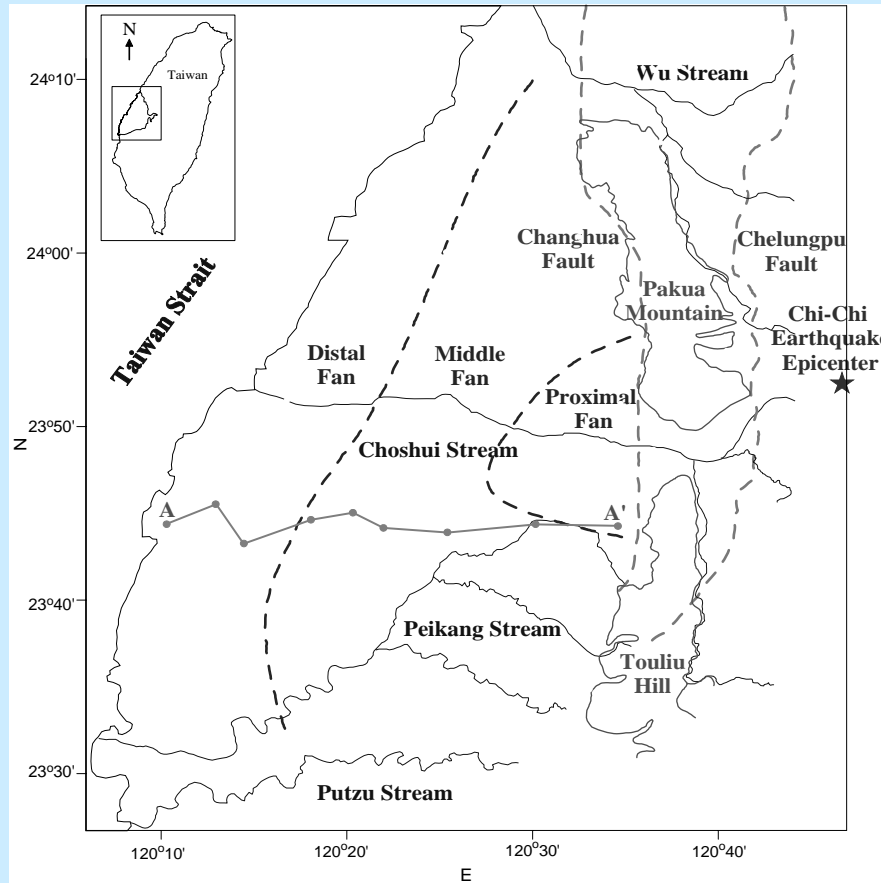 N
Taiwan
24°10'
24°00'
23°50'
23°40'
23°30'
N
Wu Stream
Changhua
Fault
Chelungpu
Fault
Pakua
Mountain
Chi-Chi
Earthquake
Epicenter
Taiwan Strait
Distal
Fan
Middle
Fan
Proximal
Fan
Choshui Stream
A
A'
Peikang Stream
Touliu
Hill
Putzu Stream
120°10'
120°20'
120°30'
120°40'
E